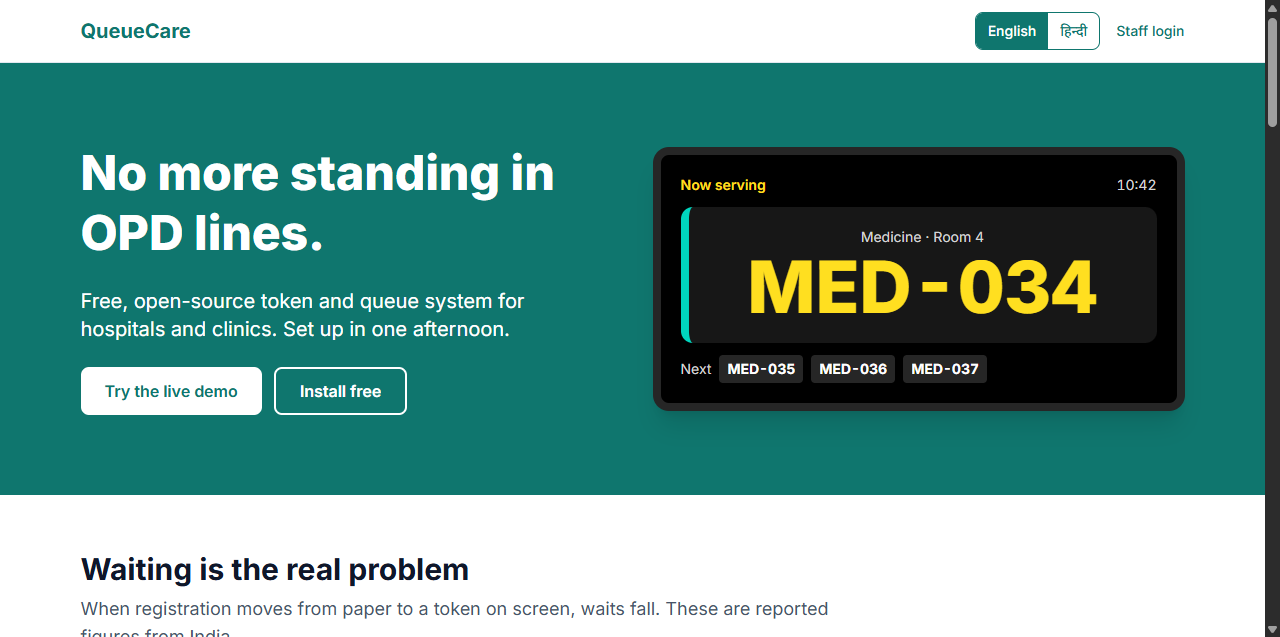 QueueCare
English
हिन्दी
Staff login
No more standing in
OPD lines.
Free, open-source token and queue system for
hospitals and clinics. Set up in one afternoon.
Try the live demo
Install free
Now serving
10:42
Medicine · Room 4
MED-034
Next
MED-035
MED-036
MED-037
Waiting is the real problem
When registration moves from paper to a token on screen, waits fall. These are reported
figures from India.